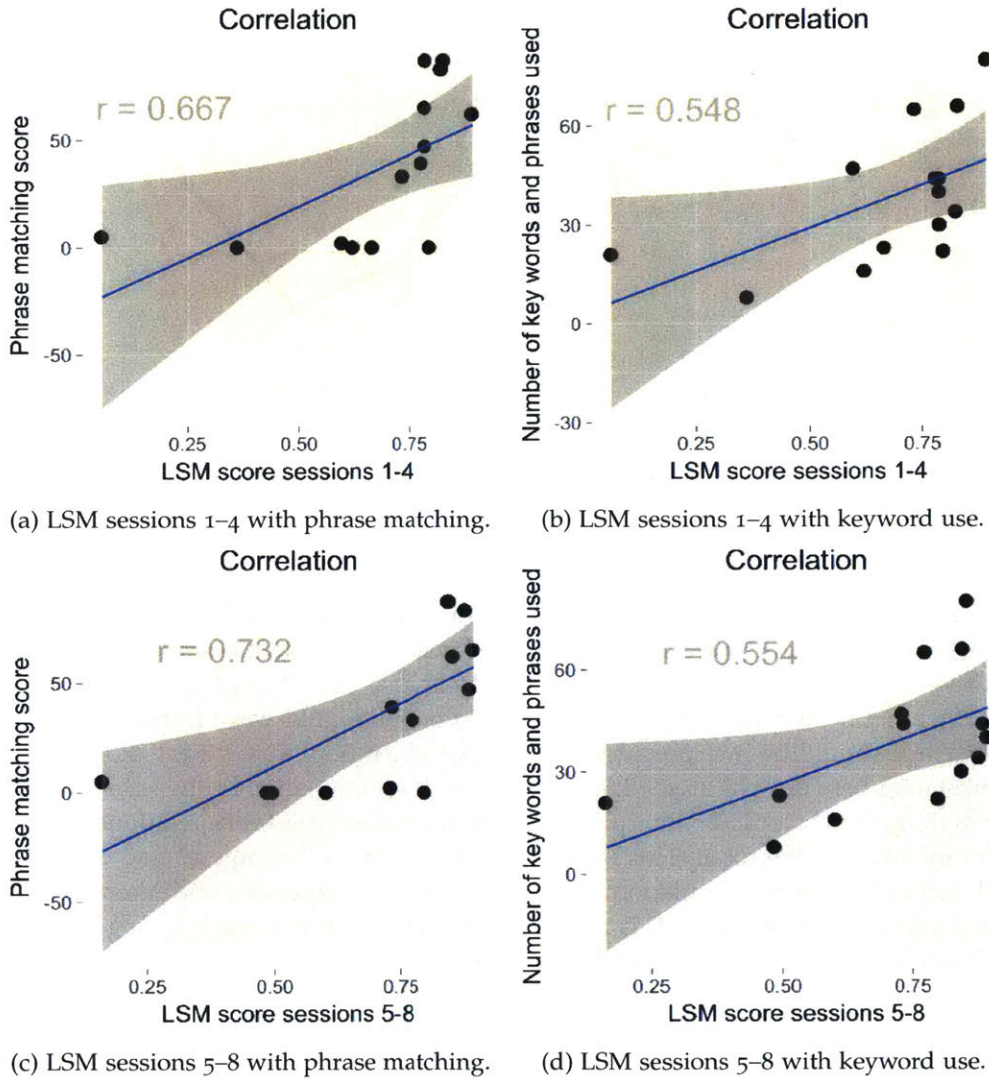 Correlation
r = 0.667
Phrase matching score
50 -
0 -
-50 -
0.25
0.50
0.75
LSM score sessions 1-4
(a) LSM sessions 1–4 with phrase matching.
Correlation
r = 0.548
Number of key words and phrases used
60 -
30 -
0 -
-30 -
0.25
0.50
0.75
LSM score sessions 1-4
(b) LSM sessions 1–4 with keyword use.
Correlation
r = 0.732
Phrase matching score
50 -
0 -
-50 -
0.25
0.50
0.75
LSM score sessions 5-8
(c) LSM sessions 5–8 with phrase matching.
Correlation
r = 0.554
Number of key words and phrases used
60 -
30 -
0 -
0.25
0.50
0.75
LSM score sessions 5-8
(d) LSM sessions 5–8 with keyword use.